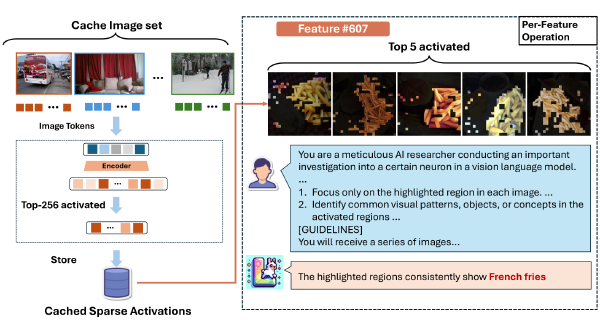 Cache Image set
Image Tokens
Encoder
Top-256 activated
Store
Cached Sparse Activations
Feature #607
Per-Feature
Operation
Top 5 activated
You are a meticulous AI researcher conducting an important
investigation into a certain neuron in a vision language model.
...
1. Focus only on the highlighted region in each image. ...
2. Identify common visual patterns, objects, or concepts in the
activated regions ...
[GUIDELINES]
You will receive a series of images...
The highlighted regions consistently show French fries